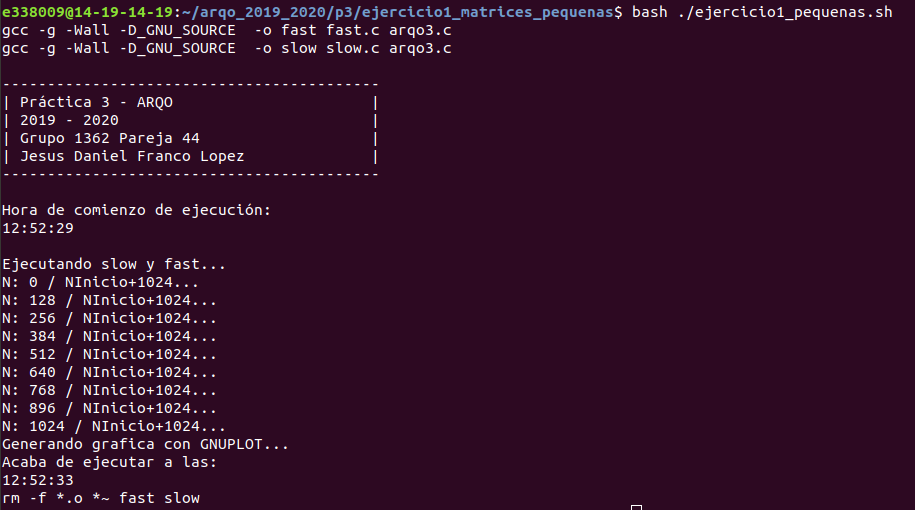 e338009@14-19-14-19:~/arqo_2019_2020/p3/ejercicio1_matrices_pequenas$ bash ./ejercicio1_pequenas.sh
gcc -g -Wall -D_GNU_SOURCE  -o fast fast.c arqo3.c
gcc -g -Wall -D_GNU_SOURCE  -o slow slow.c arqo3.c
------------------------------------------
| Práctica 3 - ARQO                      |
| 2019 - 2020                            |
| Grupo 1362 Pareja 44                   |
| Jesus Daniel Franco Lopez              |
------------------------------------------
Hora de comienzo de ejecución:
12:52:29
Ejecutando slow y fast...
N: 0 / NInicio+1024...
N: 128 / NInicio+1024...
N: 256 / NInicio+1024...
N: 384 / NInicio+1024...
N: 512 / NInicio+1024...
N: 640 / NInicio+1024...
N: 768 / NInicio+1024...
N: 896 / NInicio+1024...
N: 1024 / NInicio+1024...
Generando grafica con GNUPLOT...
Acaba de ejecutar a las:
12:52:33
rm -f *.o *~ fast slow